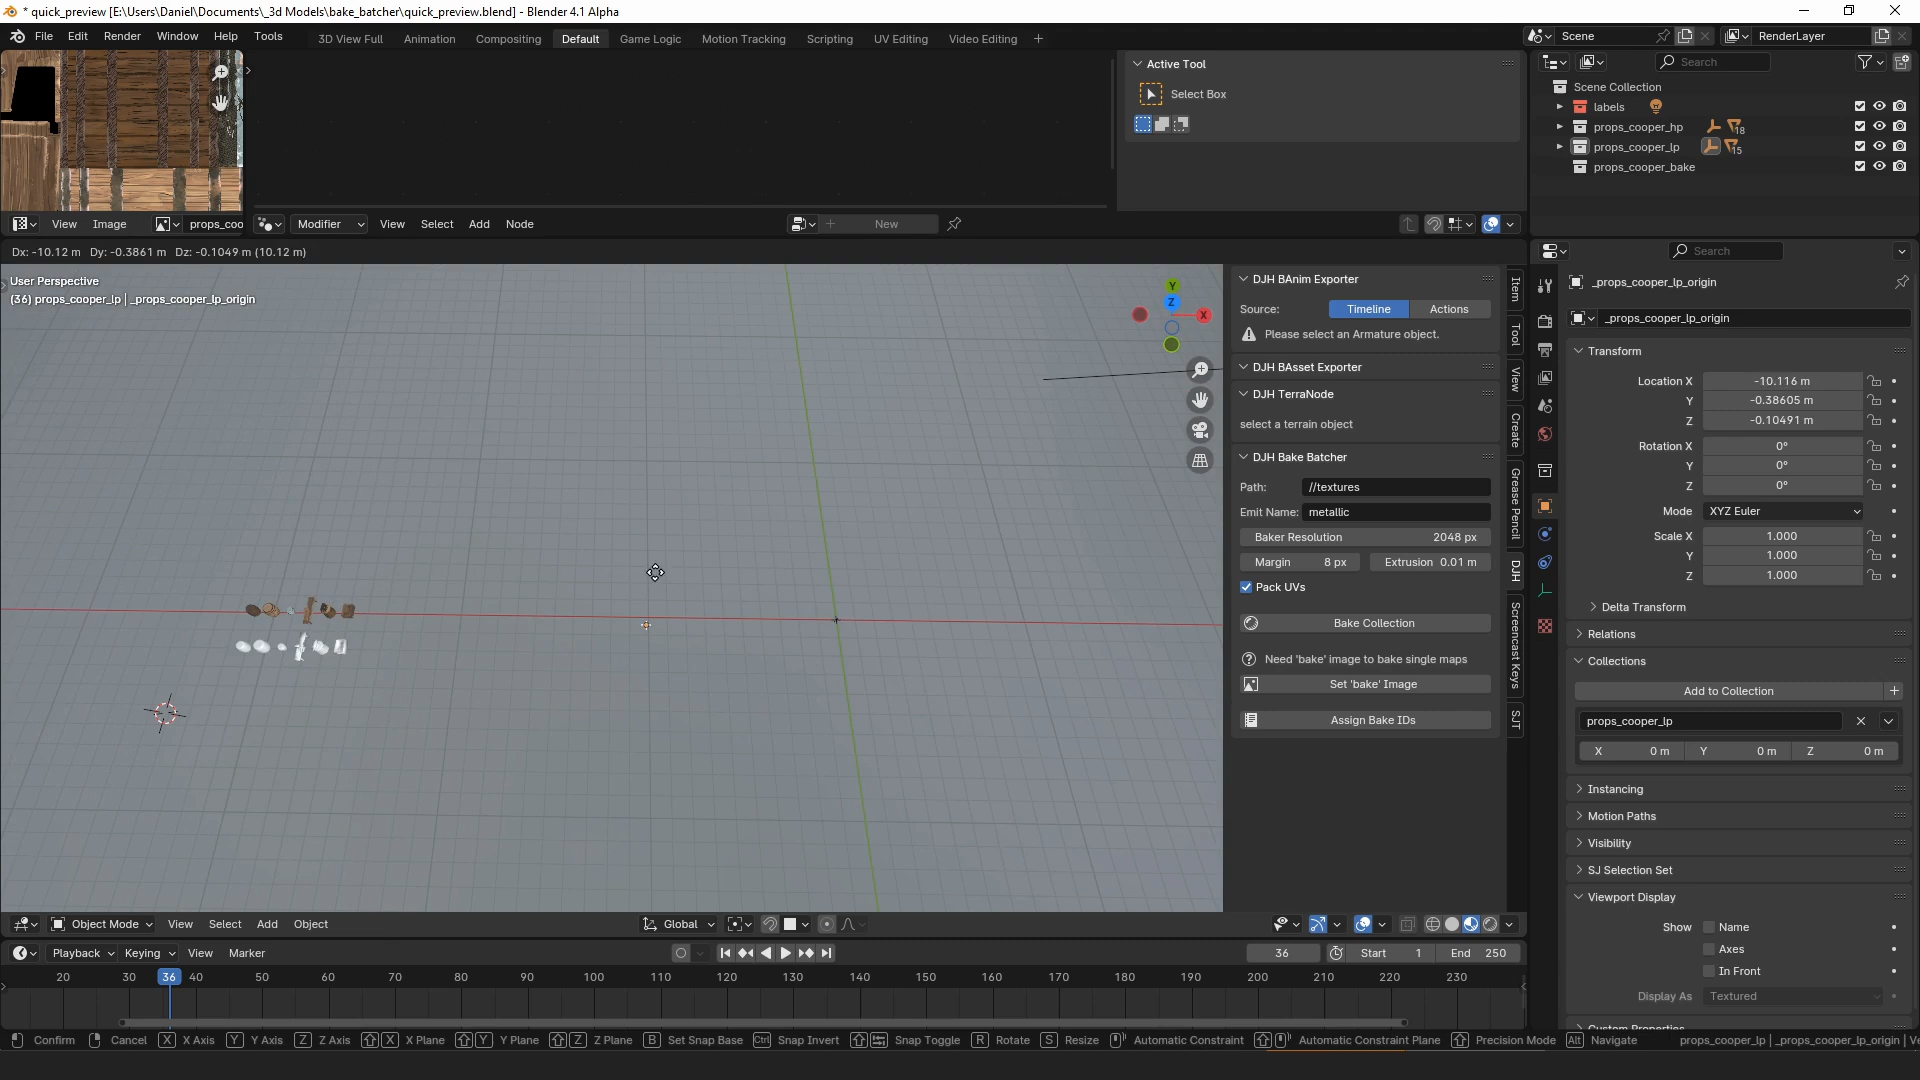 * quick_preview [E:\Users\Daniel\Documents\_3d Models\bake_batcher\quick_preview.blend] - Blender 4.1 Alpha
File Edit Render Window Help Tools
3D View Full Animation Compositing Default Game Logic Motion Tracking Scripting UV Editing Video Editing
Scene
RenderLayer
Active Tool
Select Box
Search
Scene Collection
labels
props_cooper_hp 18
props_cooper_lp 15
props_cooper_bake
View Image props_coo
Modifier View Select Add Node New
Dx: -10.12 m Dy: -0.3861 m Dz: -0.1049 m (10.12 m)
User Perspective
(36) props_cooper_lp | _props_cooper_lp_origin
Y
Z
X
DJH BAnim Exporter
Source: Timeline Actions
Please select an Armature object.
DJH BAsset Exporter
DJH TerraNode
select a terrain object
DJH Bake Batcher
Path: //textures
Emit Name: metallic
Baker Resolution 2048 px
Margin 8 px Extrusion 0.01 m
Pack UVs
Bake Collection
Need 'bake' image to bake single maps
Set 'bake' Image
Assign Bake IDs
Item
Tool
View
Create
Grease Pencil
DJH
Screencast Keys
SJT
Search
_props_cooper_lp_origin
_props_cooper_lp_origin
Transform
Location X -10.116 m
Y -0.38605 m
Z -0.10491 m
Rotation X 0°
Y 0°
Z 0°
Mode XYZ Euler
Scale X 1.000
Y 1.000
Z 1.000
Delta Transform
Relations
Collections
Add to Collection
props_cooper_lp
X 0 m Y 0 m Z 0 m
Instancing
Motion Paths
Visibility
SJ Selection Set
Viewport Display
Show Name
Axes
In Front
Display As Textured
Custom Properties
Object Mode View Select Add Object Global
Playback Keying View Marker 36 Start 1 End 250
20 30 36 40 50 60 70 80 90 100 110 120 130 140 150 160 170 180 190 200 210 220 230
Confirm Cancel X X Axis Y Y Axis Z Z Axis X X Plane Y Y Plane Z Z Plane B Set Snap Base Ctrl Snap Invert Snap Toggle R Rotate S Resize Automatic Constraint Automatic Constraint Plane Precision Mode Alt Navigate props_cooper_lp | _props_cooper_lp_origin | V